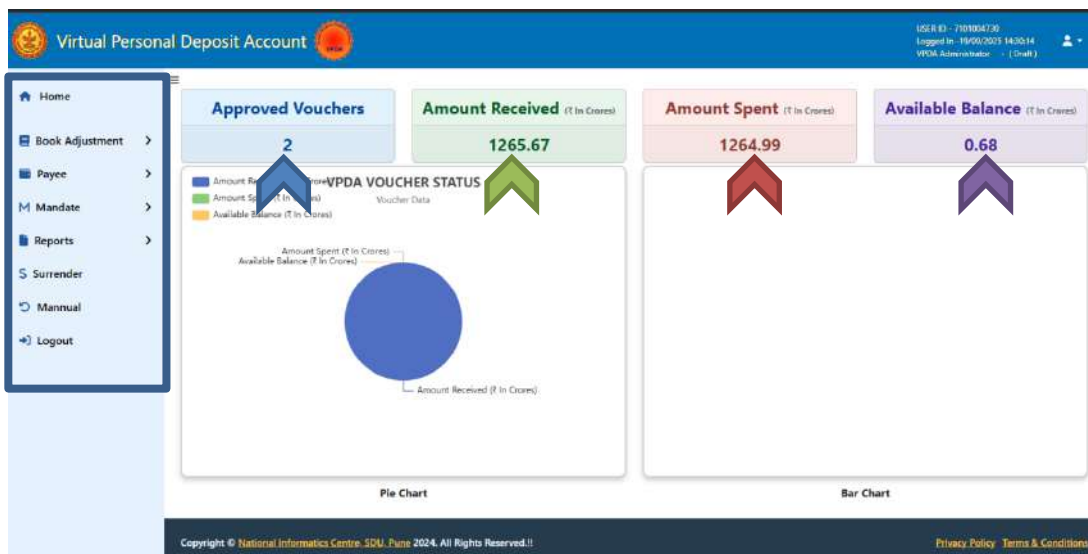 Virtual Personal Deposit Account
USER ID - 7101004730
Logged In - 19/09/2025 14:30:14
VPDA Administrator - ( Draft )
Home
Book Adjustment
Payee
M Mandate
Reports
S Surrender
Mannual
Logout
Approved Vouchers
2
Amount Received (₹ In Crores)
1265.67
Amount Spent (₹ In Crores)
1264.99
Available Balance (₹ In Crores)
0.68
VPDA VOUCHER STATUS
Voucher Data
Amount
Amount
Available Balance (₹ In Crores)
Amount Spent (₹ In Crores)
Available Balance (₹ In Crores)
Amount Received (₹ In Crores)
Pie Chart
Bar Chart
Copyright © National Informatics Centre, SDU, Pune 2024. All Rights Reserved.!!
Privacy Policy Terms & Conditions